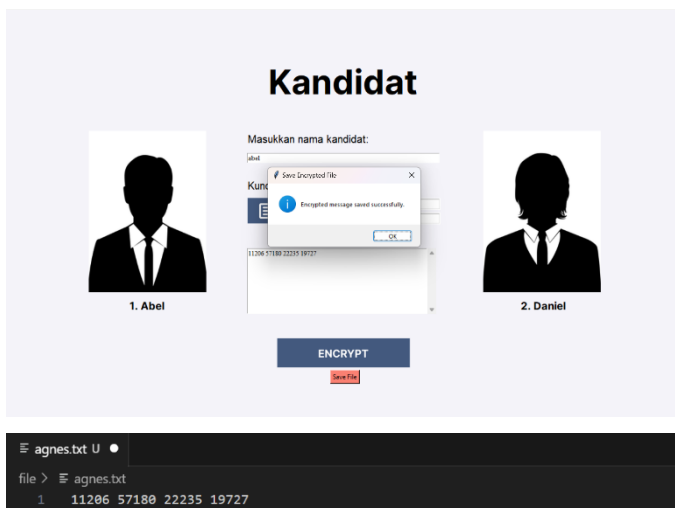 Kandidat
Masukkan nama kandidat:
abel
Save Encrypted File
Encrypted message saved successfully.
OK
11206 57180 22235 19727
1. Abel
2. Daniel
ENCRYPT
Save File
agnes.txt U
file > agnes.txt
1 11206 57180 22235 19727